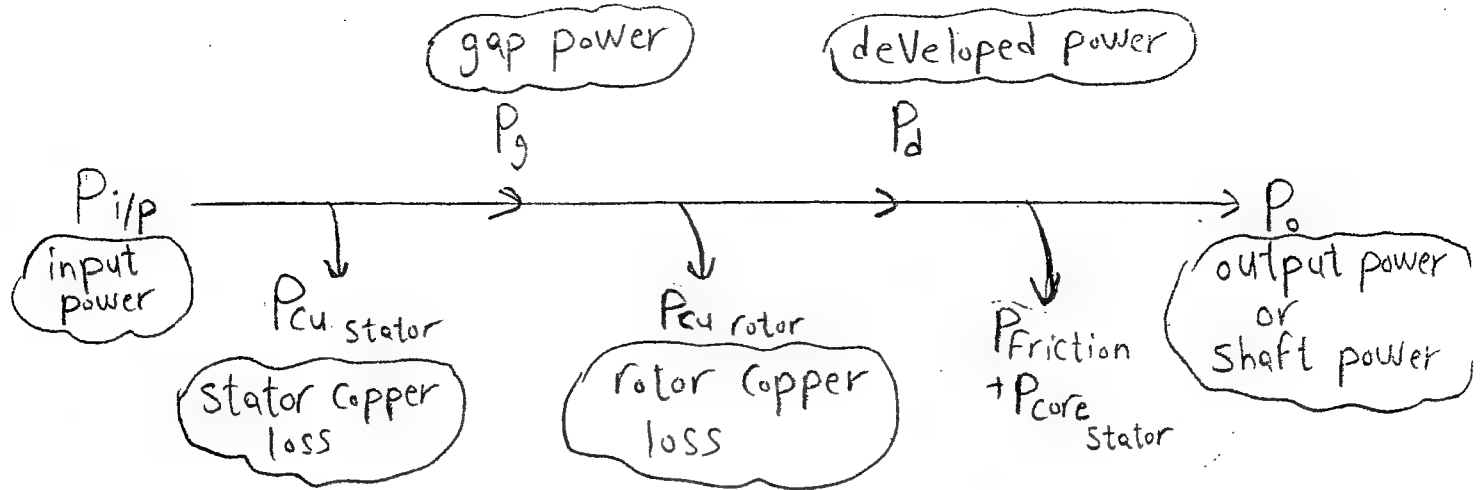 gap power
developed power
Pg
Pd
Pi/p
input
power
Pcu stator
stator copper
loss
Pcu rotor
rotor copper
loss
PFriction
+ Pcore stator
Po
output power
or
shaft power